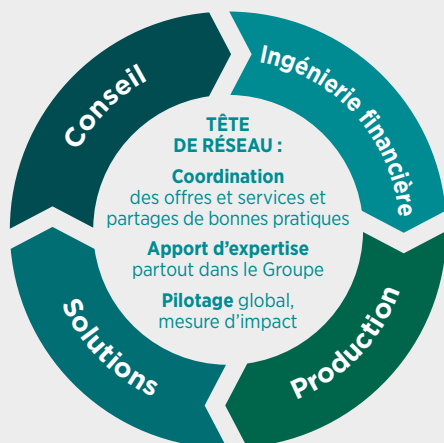 Conseil
Ingénierie financière
TÊTE
DE RÉSEAU :
Coordination
des offres et services et
partages de bonnes pratiques
Apport d’expertise
partout dans le Groupe
Pilotage global,
mesure d’impact
Solutions
Production